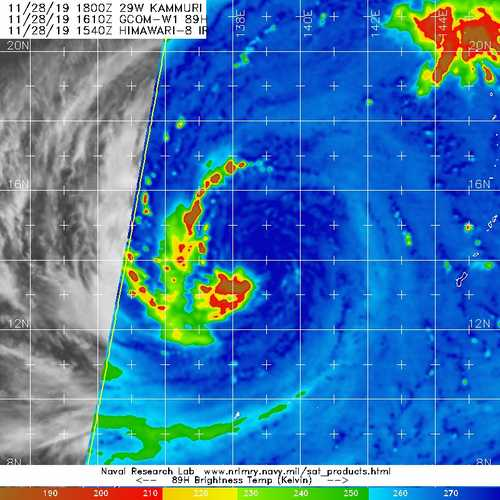 11/28/19 1800Z 29W KAMMURI
11/28/19 1610Z GCOM-W1 89H
11/28/19 1540Z HIMAWARI-8 IR
138E 140E 142E 144E
20N
16N
12N
8N
Naval Research Lab www.nrlmry.navy.mil/sat_products.html
<-- 89H Brightness Temp (Kelvin) -->
190 200 210 220 230 240 250 260 270